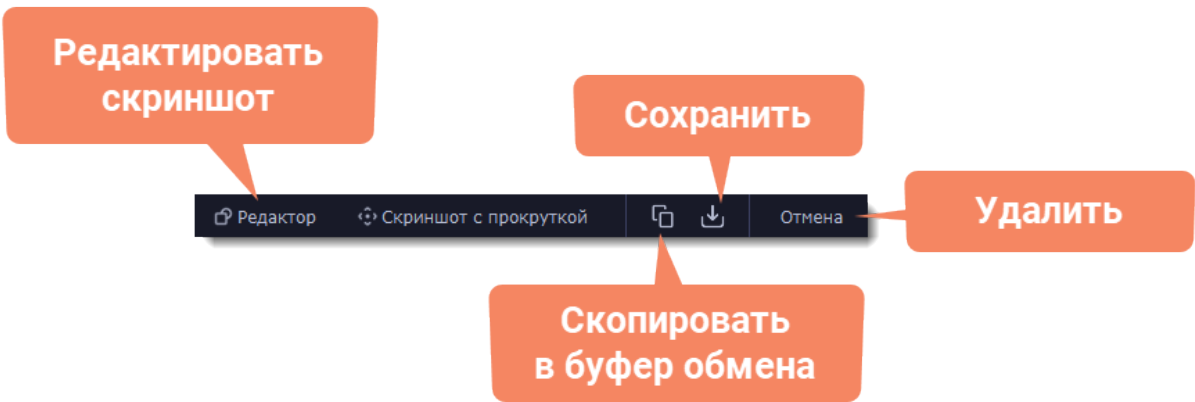 Редактировать
скриншот
Сохранить
Редактор
Скриншот с прокруткой
Отмена
Удалить
Скопировать
в буфер обмена